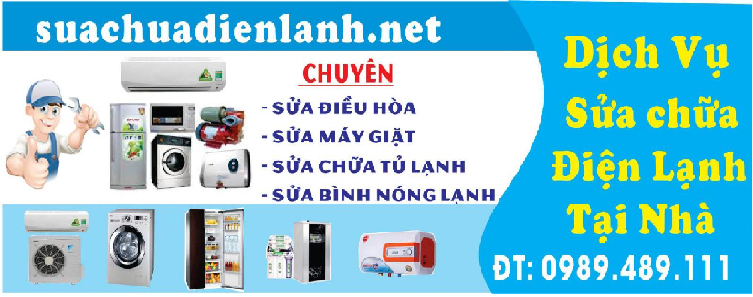 suachuadienlanh.net
CHUYÊN
- SỬA ĐIỀU HÒA
- SỬA MÁY GIẶT
- SỬA CHỮA TỦ LẠNH
- SỬA BÌNH NÓNG LẠNH
Dịch Vụ
Sửa chữa
Điện Lạnh
Tại Nhà
ĐT: 0989.489.111